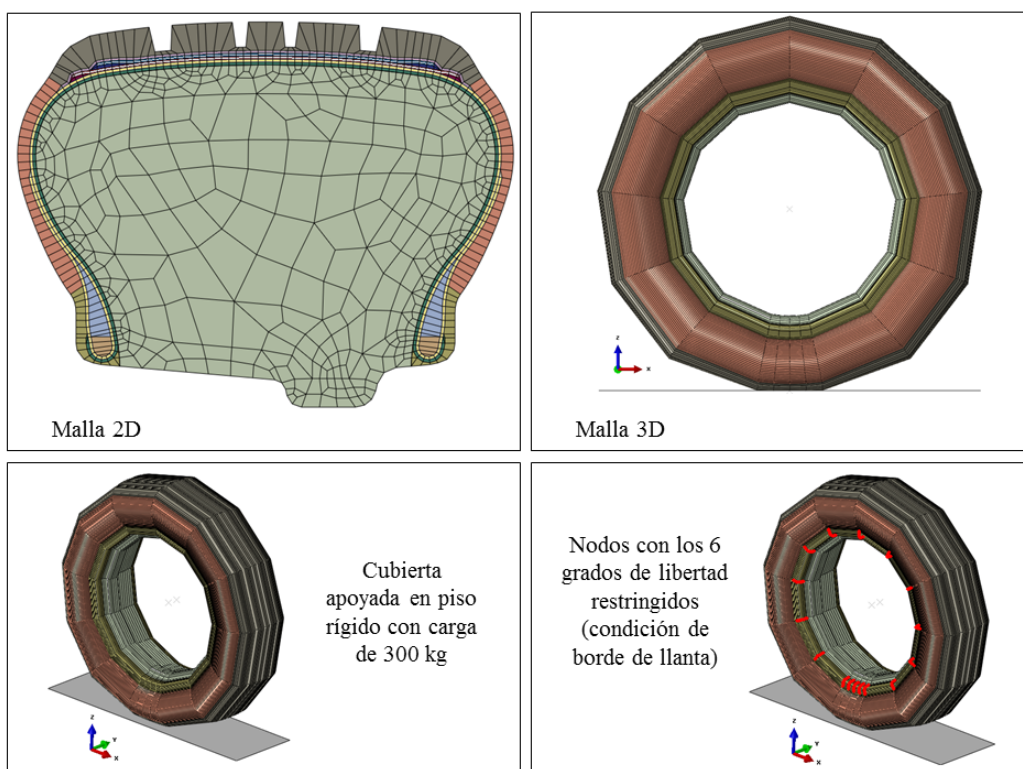 Malla 2D
z
x
Malla 3D
Cubierta
apoyada en piso
rígido con carga
de 300 kg
z
Y
X
Nodos con los 6
grados de libertad
restringidos
(condición de
borde de llanta)
z
Y
X